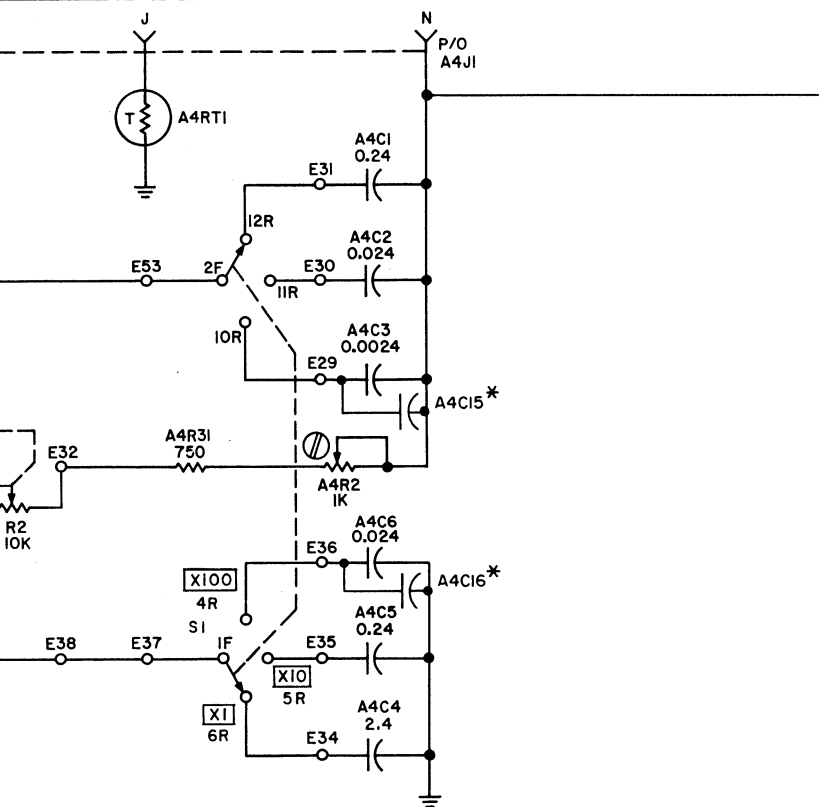 J
N
P/O
A4J1
T
A4RT1
A4C1
0.24
E31
12R
A4C2
0.024
E53
2F
E30
11R
10R
A4C3
0.0024
E29
A4C15*
A4R31
750
E32
A4R2
1K
R2
10K
A4C6
0.024
E36
X100
4R
A4C16*
S1
A4C5
0.24
E38
E37
1F
E35
X10
5R
X1
6R
A4C4
2.4
E34